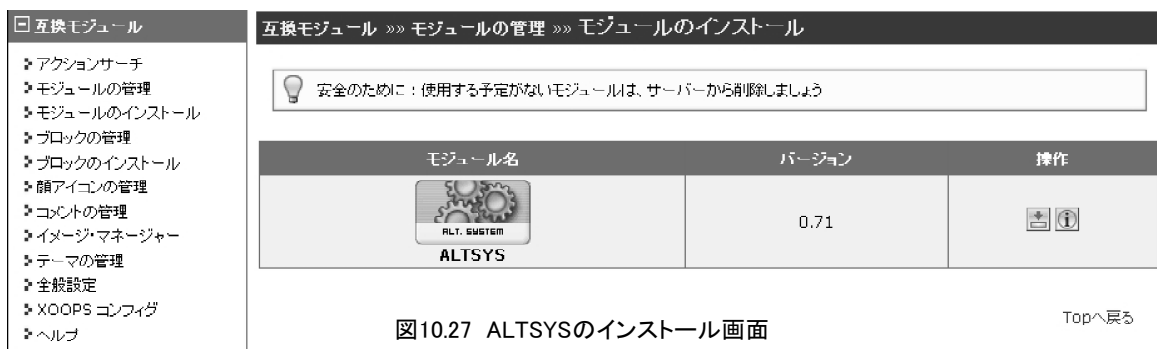 互換モジュール
アクションサーチ
モジュールの管理
モジュールのインストール
ブロックの管理
ブロックのインストール
顔アイコンの管理
コメントの管理
イメージ・マネージャー
テーマの管理
全般設定
XOOPS コンフィグ
ヘルプ
互換モジュール »» モジュールの管理 »» モジュールのインストール
安全のために：使用する予定がないモジュールは、サーバーから削除しましょう
モジュール名 バージョン 操作
ALT. SYSTEM
ALTSYS
0.71
Topへ戻る
図10.27 ALTSYSのインストール画面